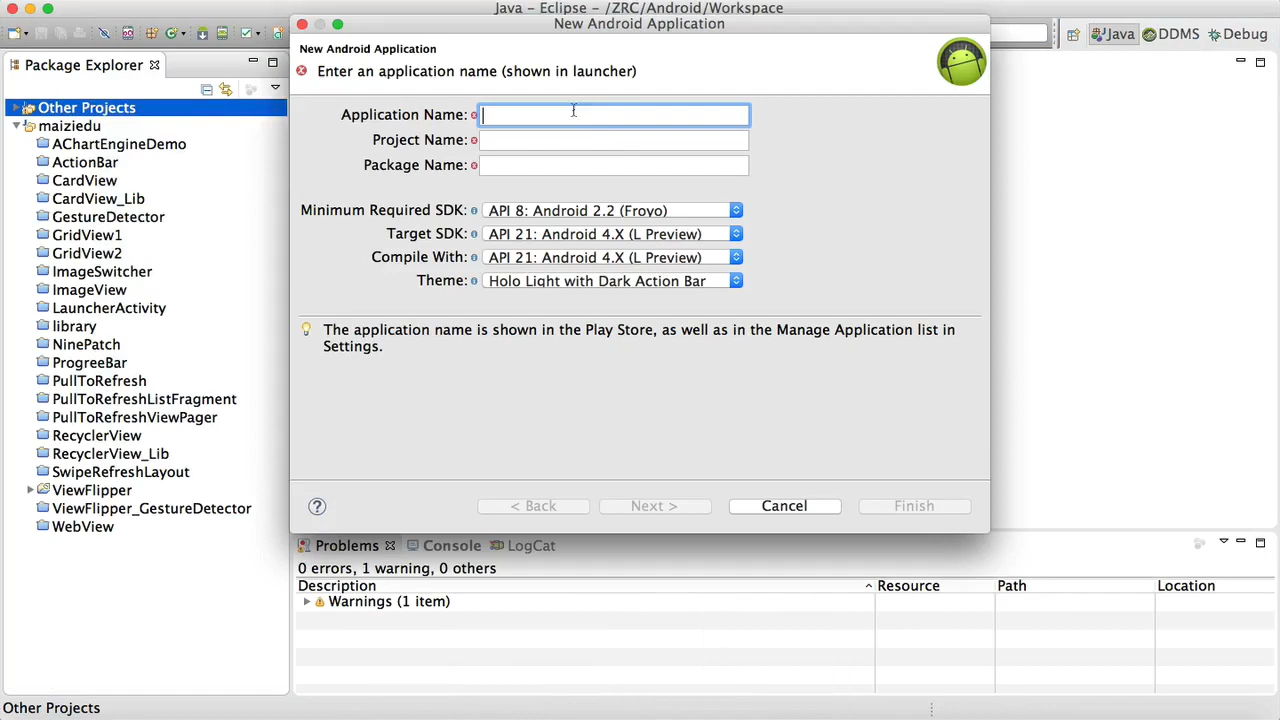 Java - Eclipse - /ZRC/Android/Workspace
New Android Application
Java
DDMS
Debug
Package Explorer
Other Projects
maiziedu
AChartEngineDemo
ActionBar
CardView
CardView_Lib
GestureDetector
GridView1
GridView2
ImageSwitcher
ImageView
LauncherActivity
library
NinePatch
ProgreeBar
PullToRefresh
PullToRefreshListFragment
PullToRefreshViewPager
RecyclerView
RecyclerView_Lib
SwipeRefreshLayout
ViewFlipper
ViewFlipper_GestureDetector
WebView
New Android Application
Enter an application name (shown in launcher)
Application Name:
Project Name:
Package Name:
Minimum Required SDK: API 8: Android 2.2 (Froyo)
Target SDK: API 21: Android 4.X (L Preview)
Compile With: API 21: Android 4.X (L Preview)
Theme: Holo Light with Dark Action Bar
The application name is shown in the Play Store, as well as in the Manage Application list in
Settings.
? < Back Next > Cancel Finish
Problems Console LogCat
0 errors, 1 warning, 0 others
Description Resource Path Location
Warnings (1 item)
Other Projects